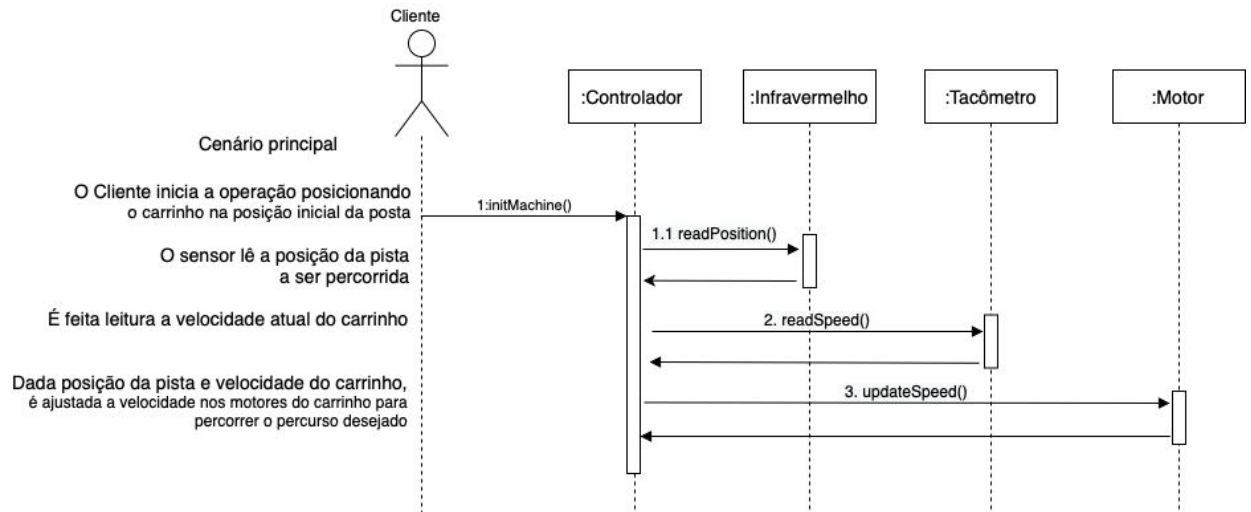 Cliente
:Controlador
:Infravermelho
:Tacômetro
:Motor
Cenário principal
O Cliente inicia a operação posicionando
o carrinho na posição inicial da posta
1:initMachine()
1.1 readPosition()
O sensor lê a posição da pista
a ser percorrida
É feita leitura a velocidade atual do carrinho
2. readSpeed()
Dada posição da pista e velocidade do carrinho,
é ajustada a velocidade nos motores do carrinho para
percorrer o percurso desejado
3. updateSpeed()